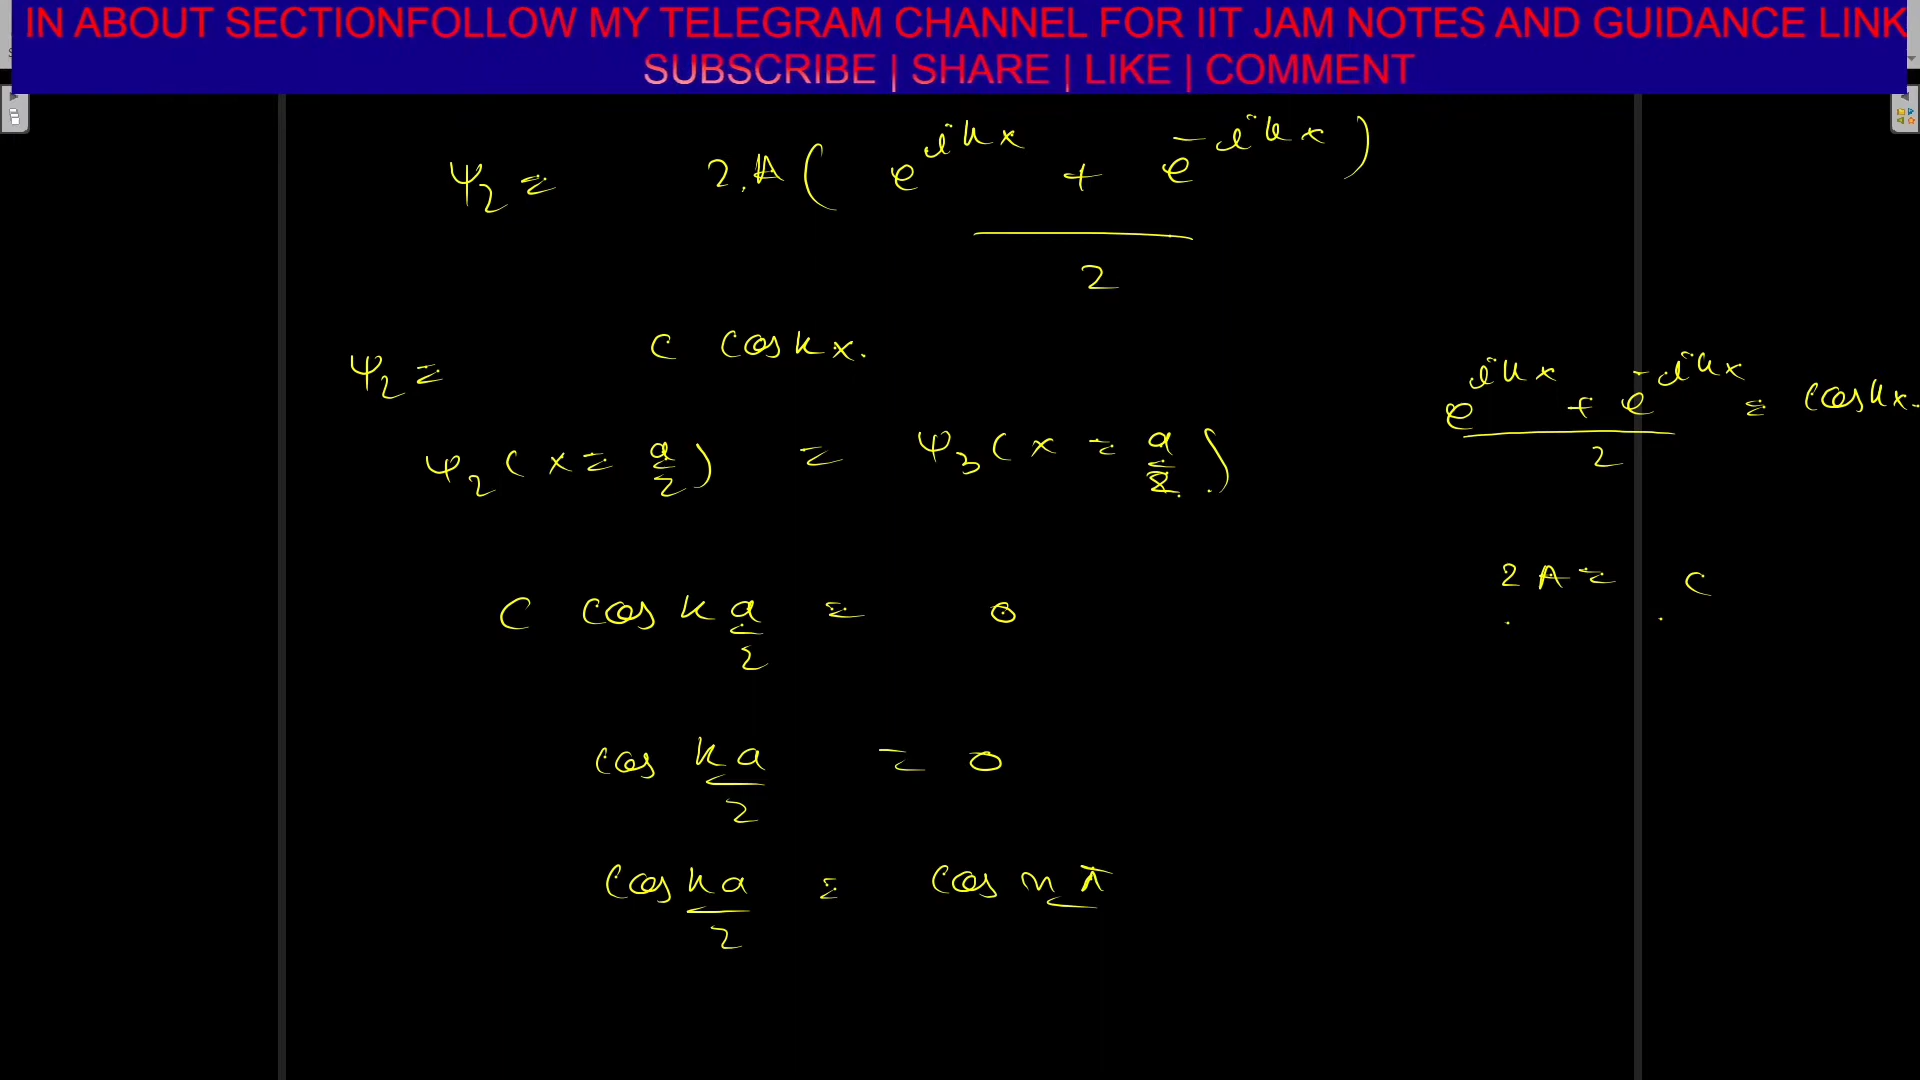 IN ABOUT SECTIONFOLLOW MY TELEGRAM CHANNEL FOR IIT JAM NOTES AND GUIDANCE LINK
SUBSCRIBE | SHARE | LIKE | COMMENT
ψ₂ = 2.A ( (e^{ikx} + e^{-ikx}) / 2
ψ₂ = C cos kx.
(e^{ikx} + e^{-ikx}) / 2 = cos kx.
ψ₂ ( x = a/2 ) = ψ₃ ( x = a/2 )
2A = C
C cos k a/2 = 0
cos ka/2 = 0
cos ka/2 = cos nπ